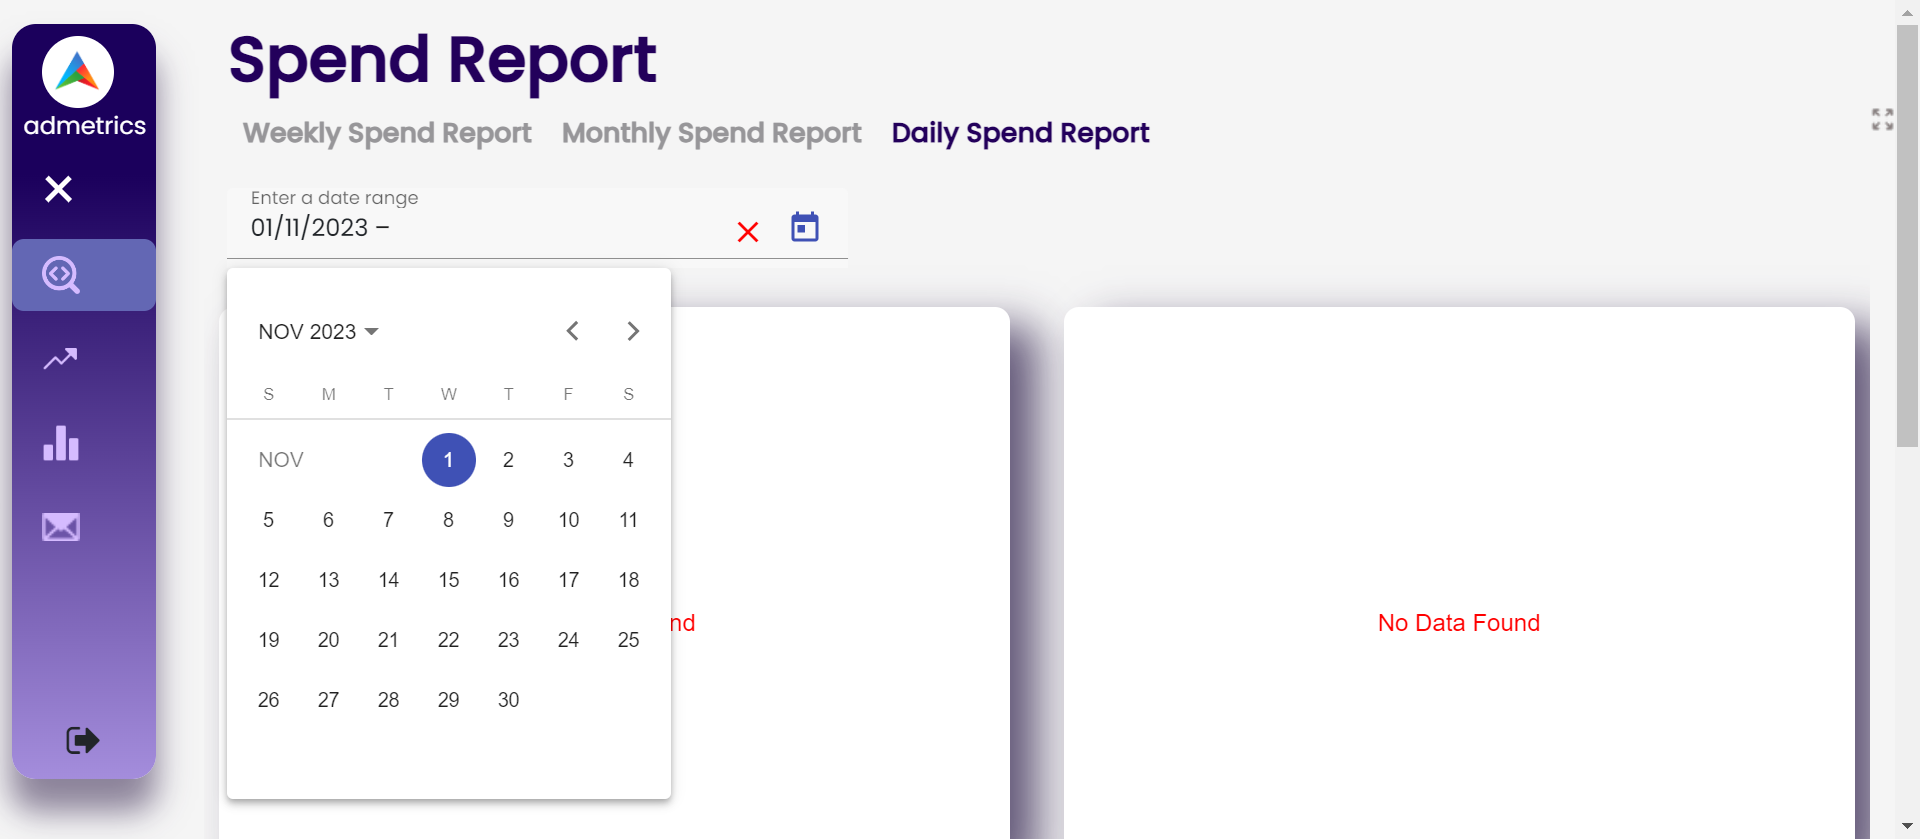 admetrics
Spend Report
Weekly Spend Report Monthly Spend Report Daily Spend Report
Enter a date range
01/11/2023 –
NOV 2023
S M T W T F S
NOV 1 2 3 4
5 6 7 8 9 10 11
12 13 14 15 16 17 18
19 20 21 22 23 24 25
26 27 28 29 30
nd
No Data Found